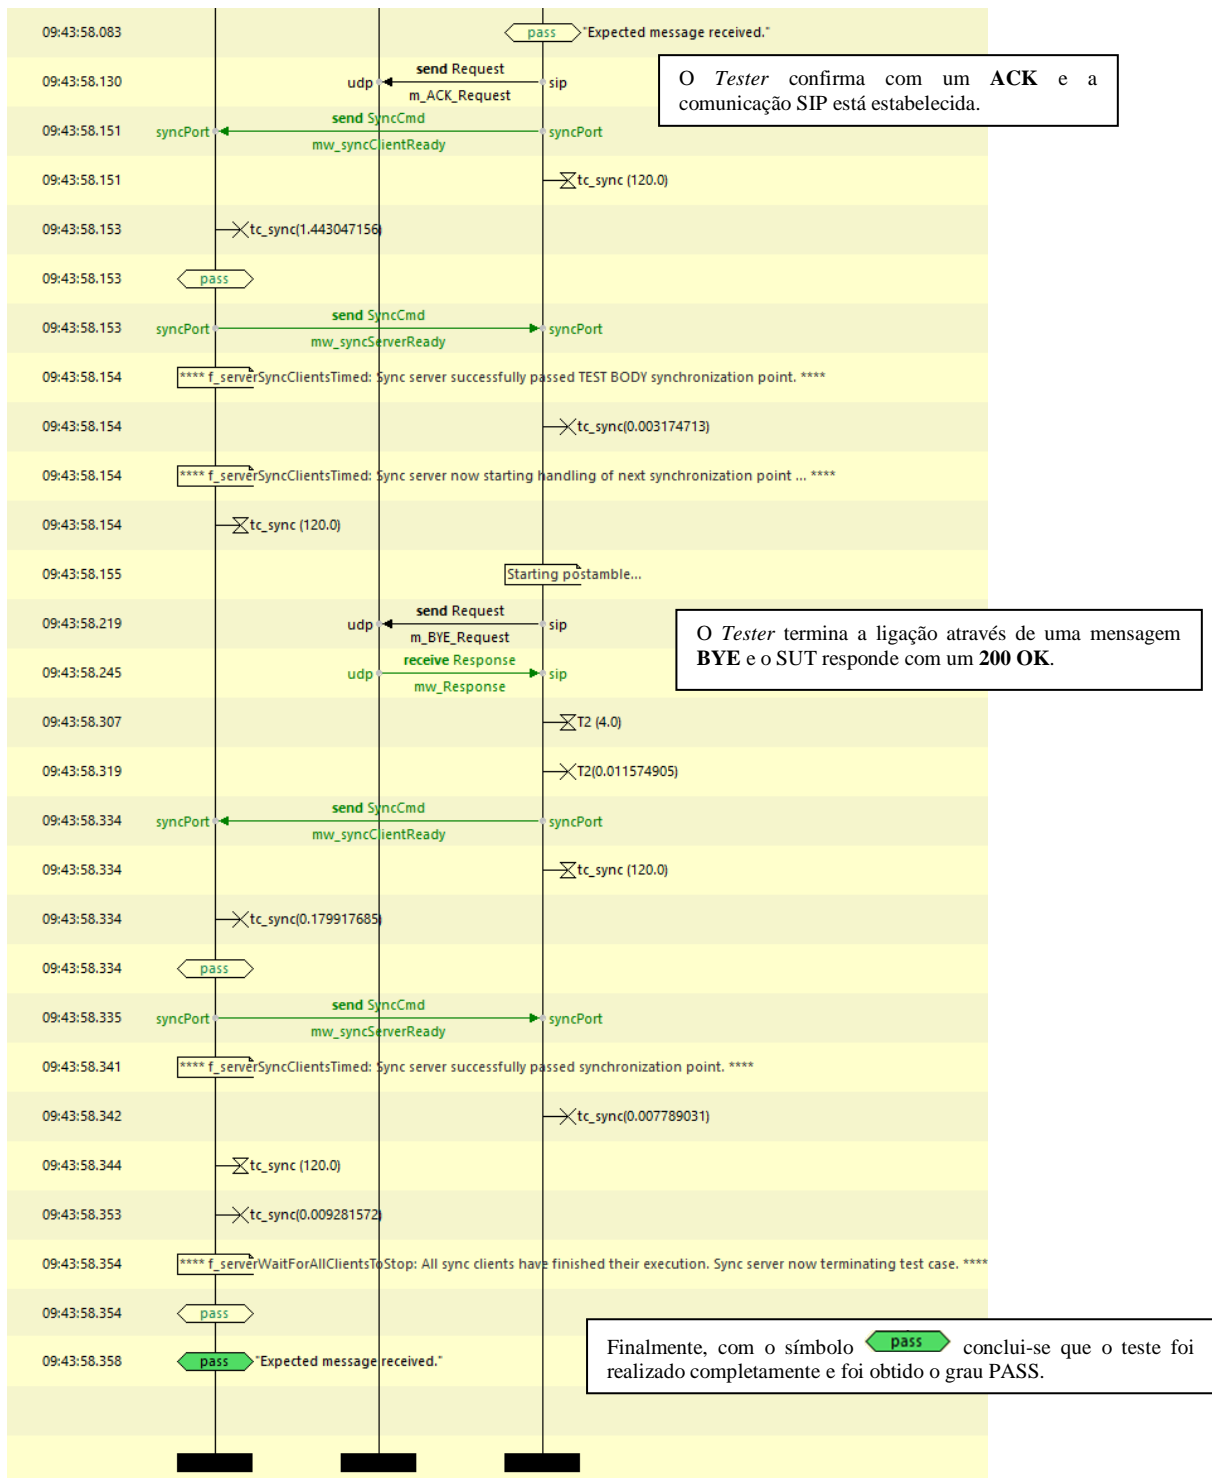 09:43:58.083 pass "Expected message received."
O Tester confirma com um ACK e a
comunicação SIP está estabelecida.
send Request
09:43:58.130 udp sip
m_ACK_Request
send SyncCmd
09:43:58.151 syncPort syncPort
mw_syncClientReady
09:43:58.151 tc_sync (120.0)
09:43:58.153 tc_sync(1.443047156)
09:43:58.153 pass
send SyncCmd
09:43:58.153 syncPort syncPort
mw_syncServerReady
09:43:58.154 **** f_serverSyncClientsTimed: Sync server successfully passed TEST BODY synchronization point. ****
09:43:58.154 tc_sync(0.003174713)
09:43:58.154 **** f_serverSyncClientsTimed: Sync server now starting handling of next synchronization point ... ****
09:43:58.154 tc_sync (120.0)
09:43:58.155 Starting postamble...
send Request
09:43:58.219 udp sip
m_BYE_Request
O Tester termina a ligação através de uma mensagem
BYE e o SUT responde com um 200 OK.
receive Response
09:43:58.245 udp sip
mw_Response
09:43:58.307 T2 (4.0)
09:43:58.319 T2(0.011574905)
send SyncCmd
09:43:58.334 syncPort syncPort
mw_syncClientReady
09:43:58.334 tc_sync (120.0)
09:43:58.334 tc_sync(0.179917685)
09:43:58.334 pass
send SyncCmd
09:43:58.335 syncPort syncPort
mw_syncServerReady
09:43:58.341 **** f_serverSyncClientsTimed: Sync server successfully passed synchronization point. ****
09:43:58.342 tc_sync(0.007789031)
09:43:58.344 tc_sync (120.0)
09:43:58.353 tc_sync(0.009281572)
09:43:58.354 **** f_serverWaitForAllClientsToStop: All sync clients have finished their execution. Sync server now terminating test case. ****
09:43:58.354 pass
09:43:58.358 pass "Expected message received."
Finalmente, com o símbolo pass conclui-se que o teste foi
realizado completamente e foi obtido o grau PASS.